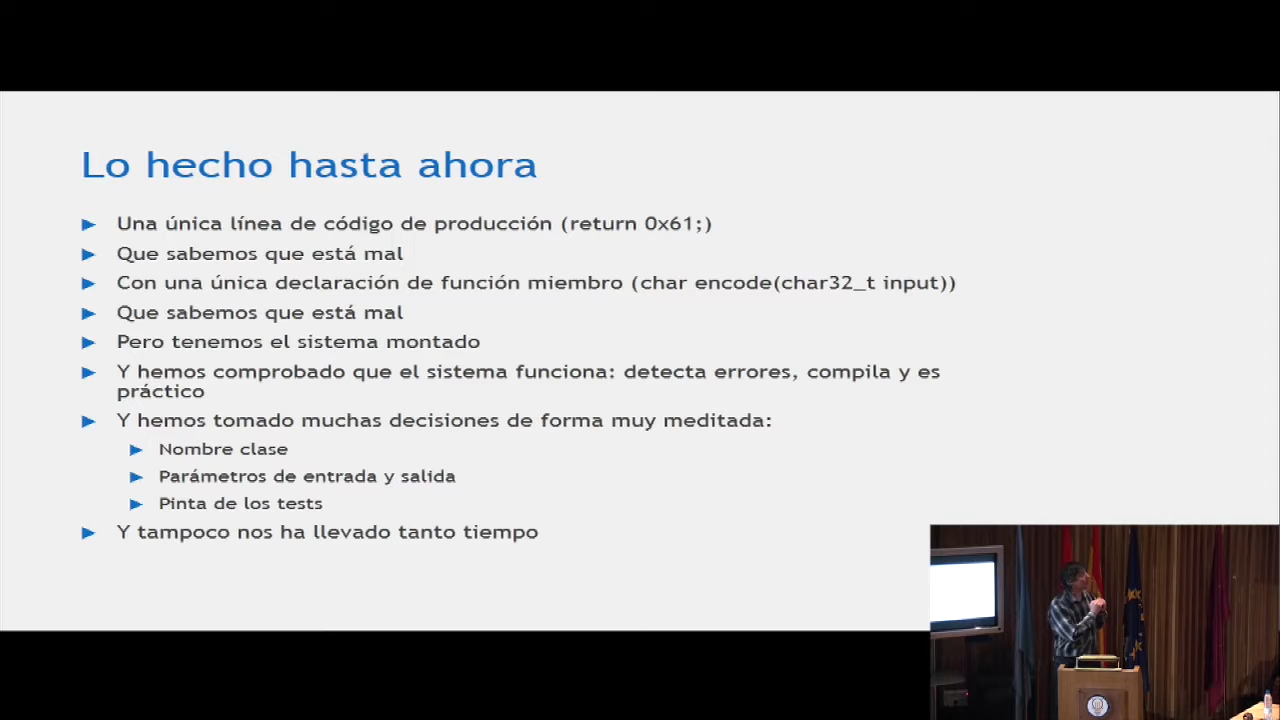 Lo hecho hasta ahora
Una única línea de código de producción (return 0x61;)
Que sabemos que está mal
Con una única declaración de función miembro (char encode(char32_t input))
Que sabemos que está mal
Pero tenemos el sistema montado
Y hemos comprobado que el sistema funciona: detecta errores, compila y es
práctico
Y hemos tomado muchas decisiones de forma muy meditada:
Nombre clase
Parámetros de entrada y salida
Pinta de los tests
Y tampoco nos ha llevado tanto tiempo